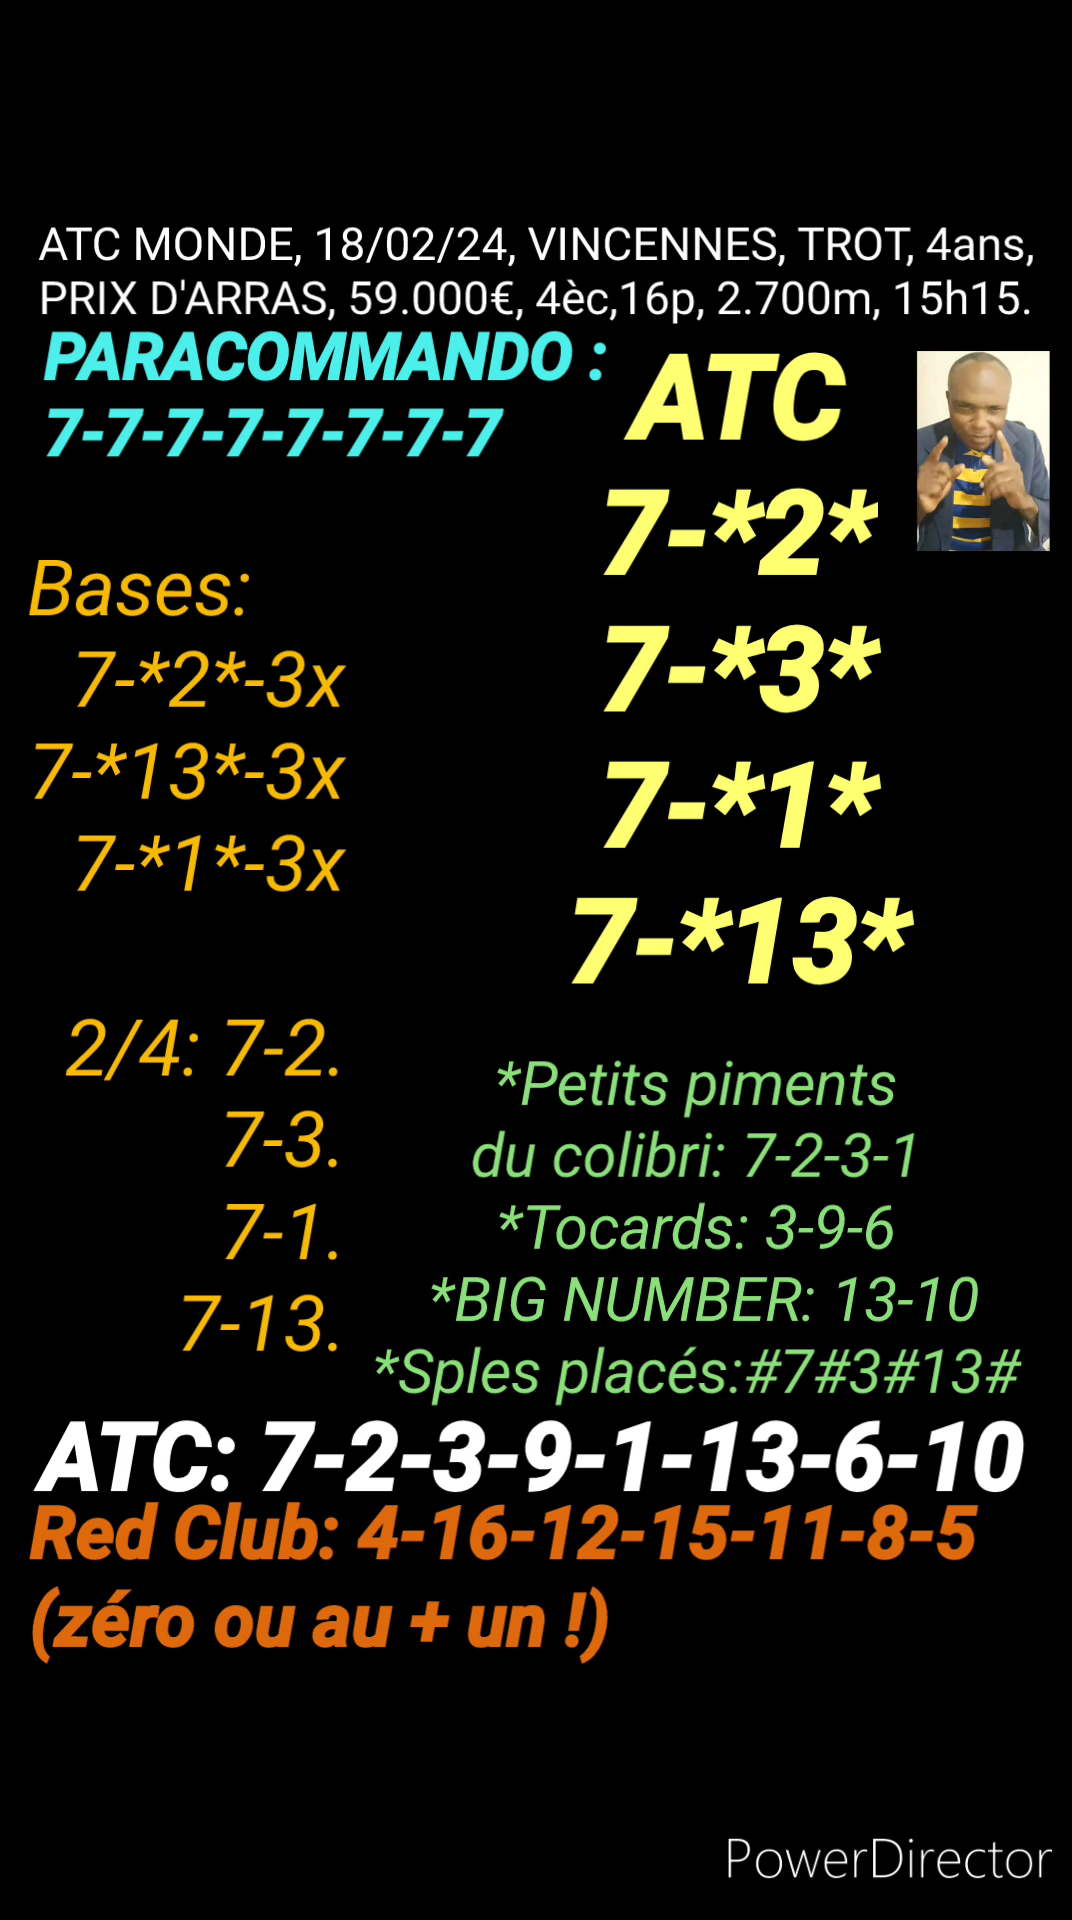 ATC MONDE, 18/02/24, VINCENNES, TROT, 4ans,
PRIX D'ARRAS, 59.000€, 4èc,16p, 2.700m, 15h15.
PARACOMMANDO :
7-7-7-7-7-7-7-7
ATC
7-*2*
7-*3*
7-*1*
7-*13*
Bases:
7-*2*-3x
7-*13*-3x
7-*1*-3x
2/4: 7-2.
7-3.
7-1.
7-13.
*Petits piments
du colibri: 7-2-3-1
*Tocards: 3-9-6
*BIG NUMBER: 13-10
*Sples placés:#7#3#13#
ATC: 7-2-3-9-1-13-6-10
Red Club: 4-16-12-15-11-8-5
(zéro ou au + un !)
PowerDirector